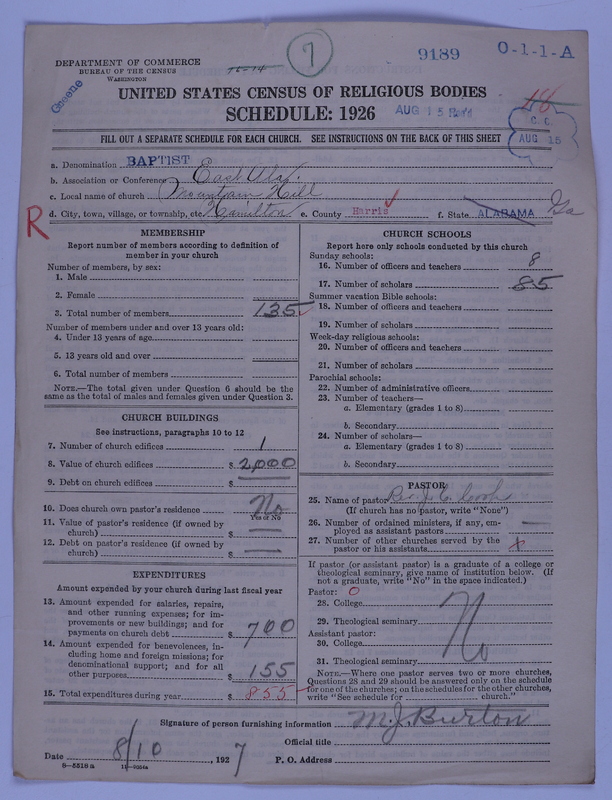 7
9189
O-1-1-A
DEPARTMENT OF COMMERCE
BUREAU OF THE CENSUS
WASHINGTON
Greene
UNITED STATES CENSUS OF RELIGIOUS BODIES
SCHEDULE: 1926
AUG 15
C. C.
AUG 15
FILL OUT A SEPARATE SCHEDULE FOR EACH CHURCH. SEE INSTRUCTIONS ON THE BACK OF THIS SHEET
a. Denomination BAPTIST
b. Association or Conference East Ala.
c. Local name of church Mountain Hill
d. City, town, village, or township, etc. Hamilton e. County Harris f. State ALABAMA Ga
R
MEMBERSHIP
Report number of members according to definition of
member in your church
Number of members, by sex:
1. Male
2. Female
3. Total number of members 135
Number of members under and over 13 years old:
4. Under 13 years of age
5. 13 years old and over
6. Total number of members
NOTE.—The total given under Question 6 should be the
same as the total of males and females given under Question 3.
CHURCH BUILDINGS
See instructions, paragraphs 10 to 12
7. Number of church edifices 1
8. Value of church edifices $ 2,000
9. Debt on church edifices $
10. Does church own pastor's residence No
Yes or No
11. Value of pastor's residence (if owned by
church) $
12. Debt on pastor's residence (if owned by
church) $
EXPENDITURES
Amount expended by your church during last fiscal year
13. Amount expended for salaries, repairs,
and other running expenses; for im-
provements or new buildings; and for
payments on church debt $ 700
14. Amount expended for benevolences, in-
cluding home and foreign missions; for
denominational support; and for all
other purposes $ 155
15. Total expenditures during year $ 855
CHURCH SCHOOLS
Report here only schools conducted by this church
Sunday schools:
16. Number of officers and teachers 8
17. Number of scholars 85
Summer vacation Bible schools:
18. Number of officers and teachers
19. Number of scholars
Week-day religious schools:
20. Number of officers and teachers
21. Number of scholars
Parochial schools:
22. Number of administrative officers
23. Number of teachers—
a. Elementary (grades 1 to 8)
b. Secondary
24. Number of scholars—
a. Elementary (grades 1 to 8)
b. Secondary
PASTOR
25. Name of pastor Rev. J. C. Cook
(If church has no pastor, write "None")
26. Number of ordained ministers, if any, em-
ployed as assistant pastors
27. Number of other churches served by the
pastor or his assistants x
If pastor (or assistant pastor) is a graduate of a college or
theological seminary, give name of institution below. (If
not a graduate, write "No" in the space indicated.)
Pastor: O
28. College
29. Theological seminary No
Assistant pastor:
30. College
31. Theological seminary
NOTE.—Where one pastor serves two or more churches,
Questions 28 and 29 should be answered only on the schedule
for one of the churches; on the schedules for the other churches,
write "See schedule for church."
Signature of person furnishing information M. J. Burton
Official title
Date 8/10, 1927 P. O. Address
8—5518 a